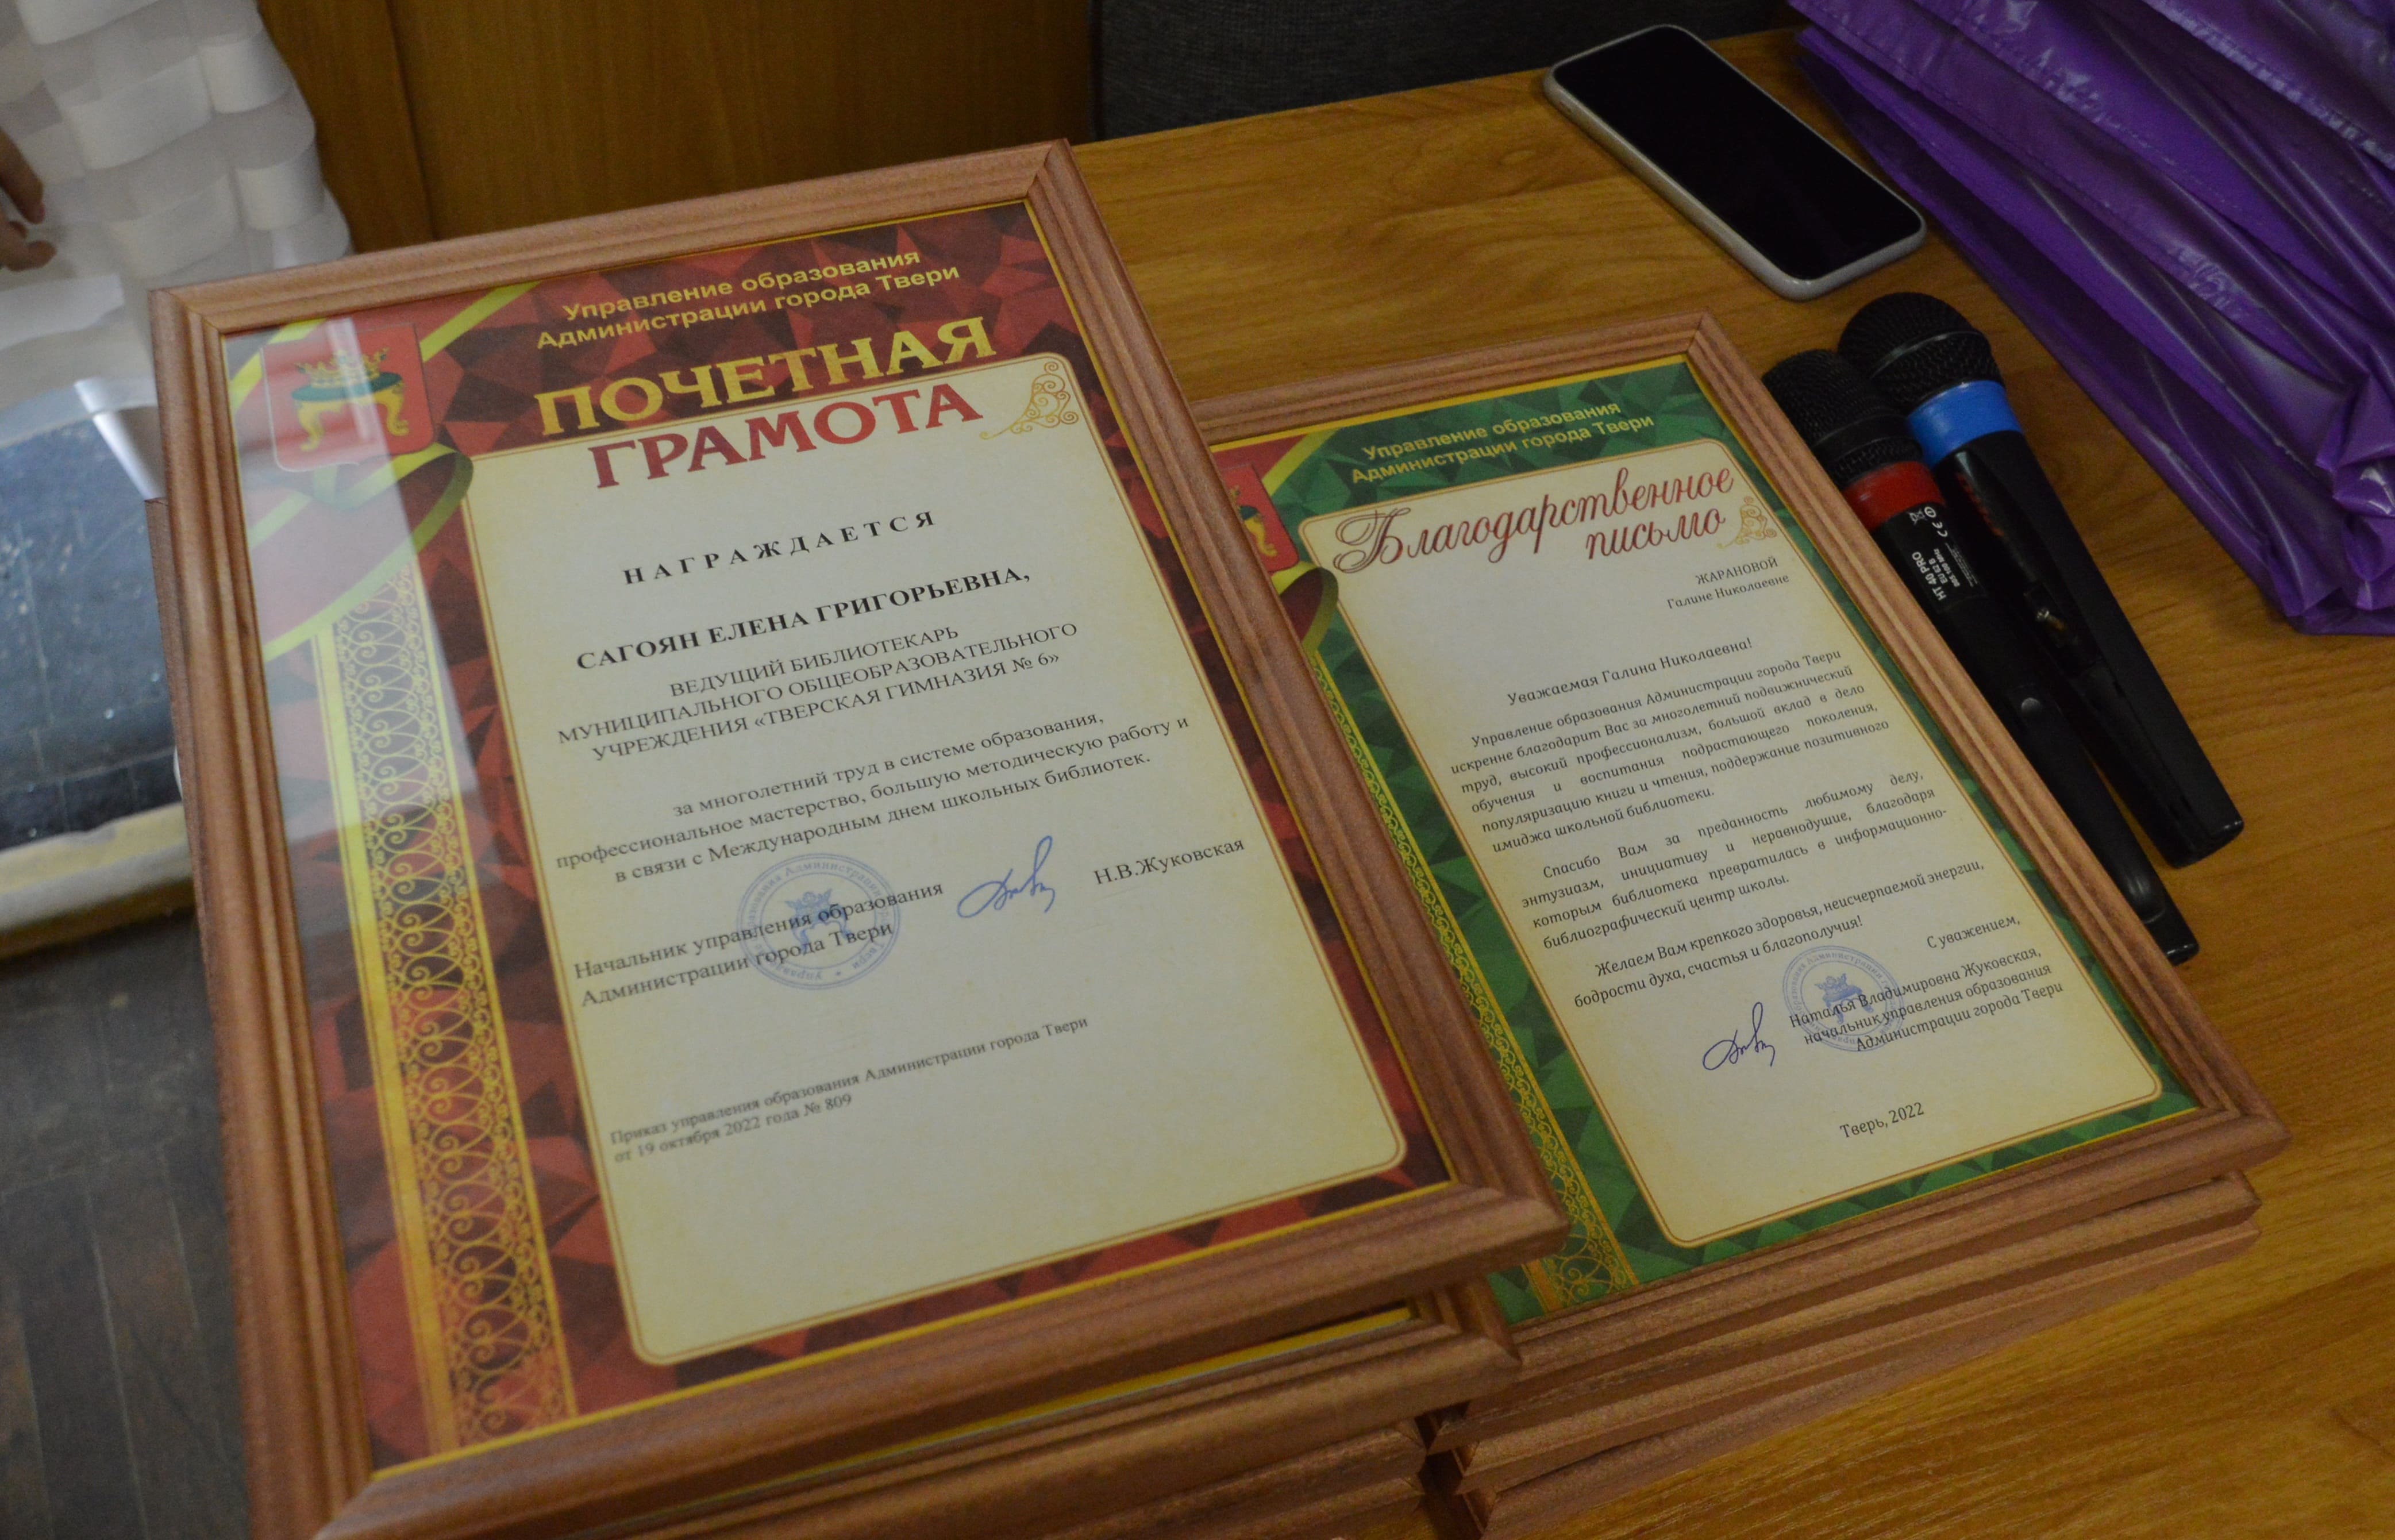 Управление образования
Администрации города Твери
ПОЧЕТНАЯ
ГРАМОТА
НАГРАЖДАЕТСЯ
САГОЯН ЕЛЕНА ГРИГОРЬЕВНА,
ВЕДУЩИЙ БИБЛИОТЕКАРЬ
МУНИЦИПАЛЬНОГО ОБЩЕОБРАЗОВАТЕЛЬНОГО
УЧРЕЖДЕНИЯ «ТВЕРСКАЯ ГИМНАЗИЯ № 6»
за многолетний труд в системе образования,
профессиональное мастерство, большую методическую работу и
в связи с Международным днем школьных библиотек.
Начальник управления образования
Администрации города Твери
Н.В.Жуковская
Приказ управления образования Администрации города Твери
от 19 октября 2022 года № 809
Управление образования
Администрации города Твери
Благодарственное
письмо
ЖАРАНОВОЙ
Галине Николаевне
Уважаемая Галина Николаевна!
Управление образования Администрации города Твери
искренне благодарит Вас за многолетний подвижнический
труд, высокий профессионализм, большой вклад в дело
обучения и воспитания подрастающего поколения,
популяризацию книги и чтения, поддержание позитивного
имиджа школьной библиотеки.
Спасибо Вам за преданность любимому делу,
энтузиазм, инициативу и неравнодушие, благодаря
которым библиотека превратилась в информационно-
библиографический центр школы.
Желаем Вам крепкого здоровья, неисчерпаемой энергии,
бодрости духа, счастья и благополучия!
С уважением,
Наталья Владимировна Жуковская,
начальник управления образования
Администрации города Твери
Тверь, 2022
HT 40 PRO